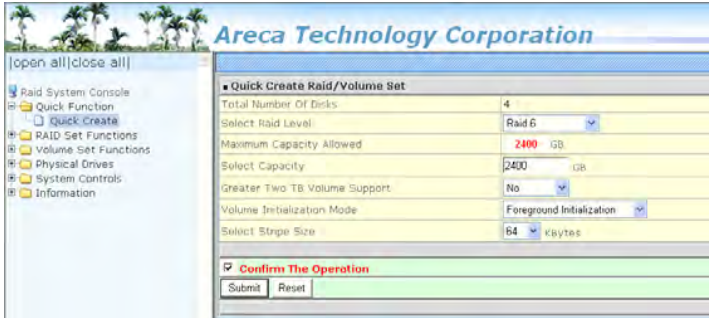 Areca Technology Corporation
|open all|close all|
Raid System Console
Quick Function
Quick Create
RAID Set Functions
Volume Set Functions
Physical Drives
System Controls
Information
Quick Create Raid/Volume Set
Total Number Of Disks 4
Select Raid Level Raid 6
Maximum Capacity Allowed 2400 GB
Select Capacity 2400 GB
Greater Two TB Volume Support No
Volume Initialization Mode Foreground Initialization
Select Stripe Size 64 KBytes
Confirm The Operation
Submit Reset